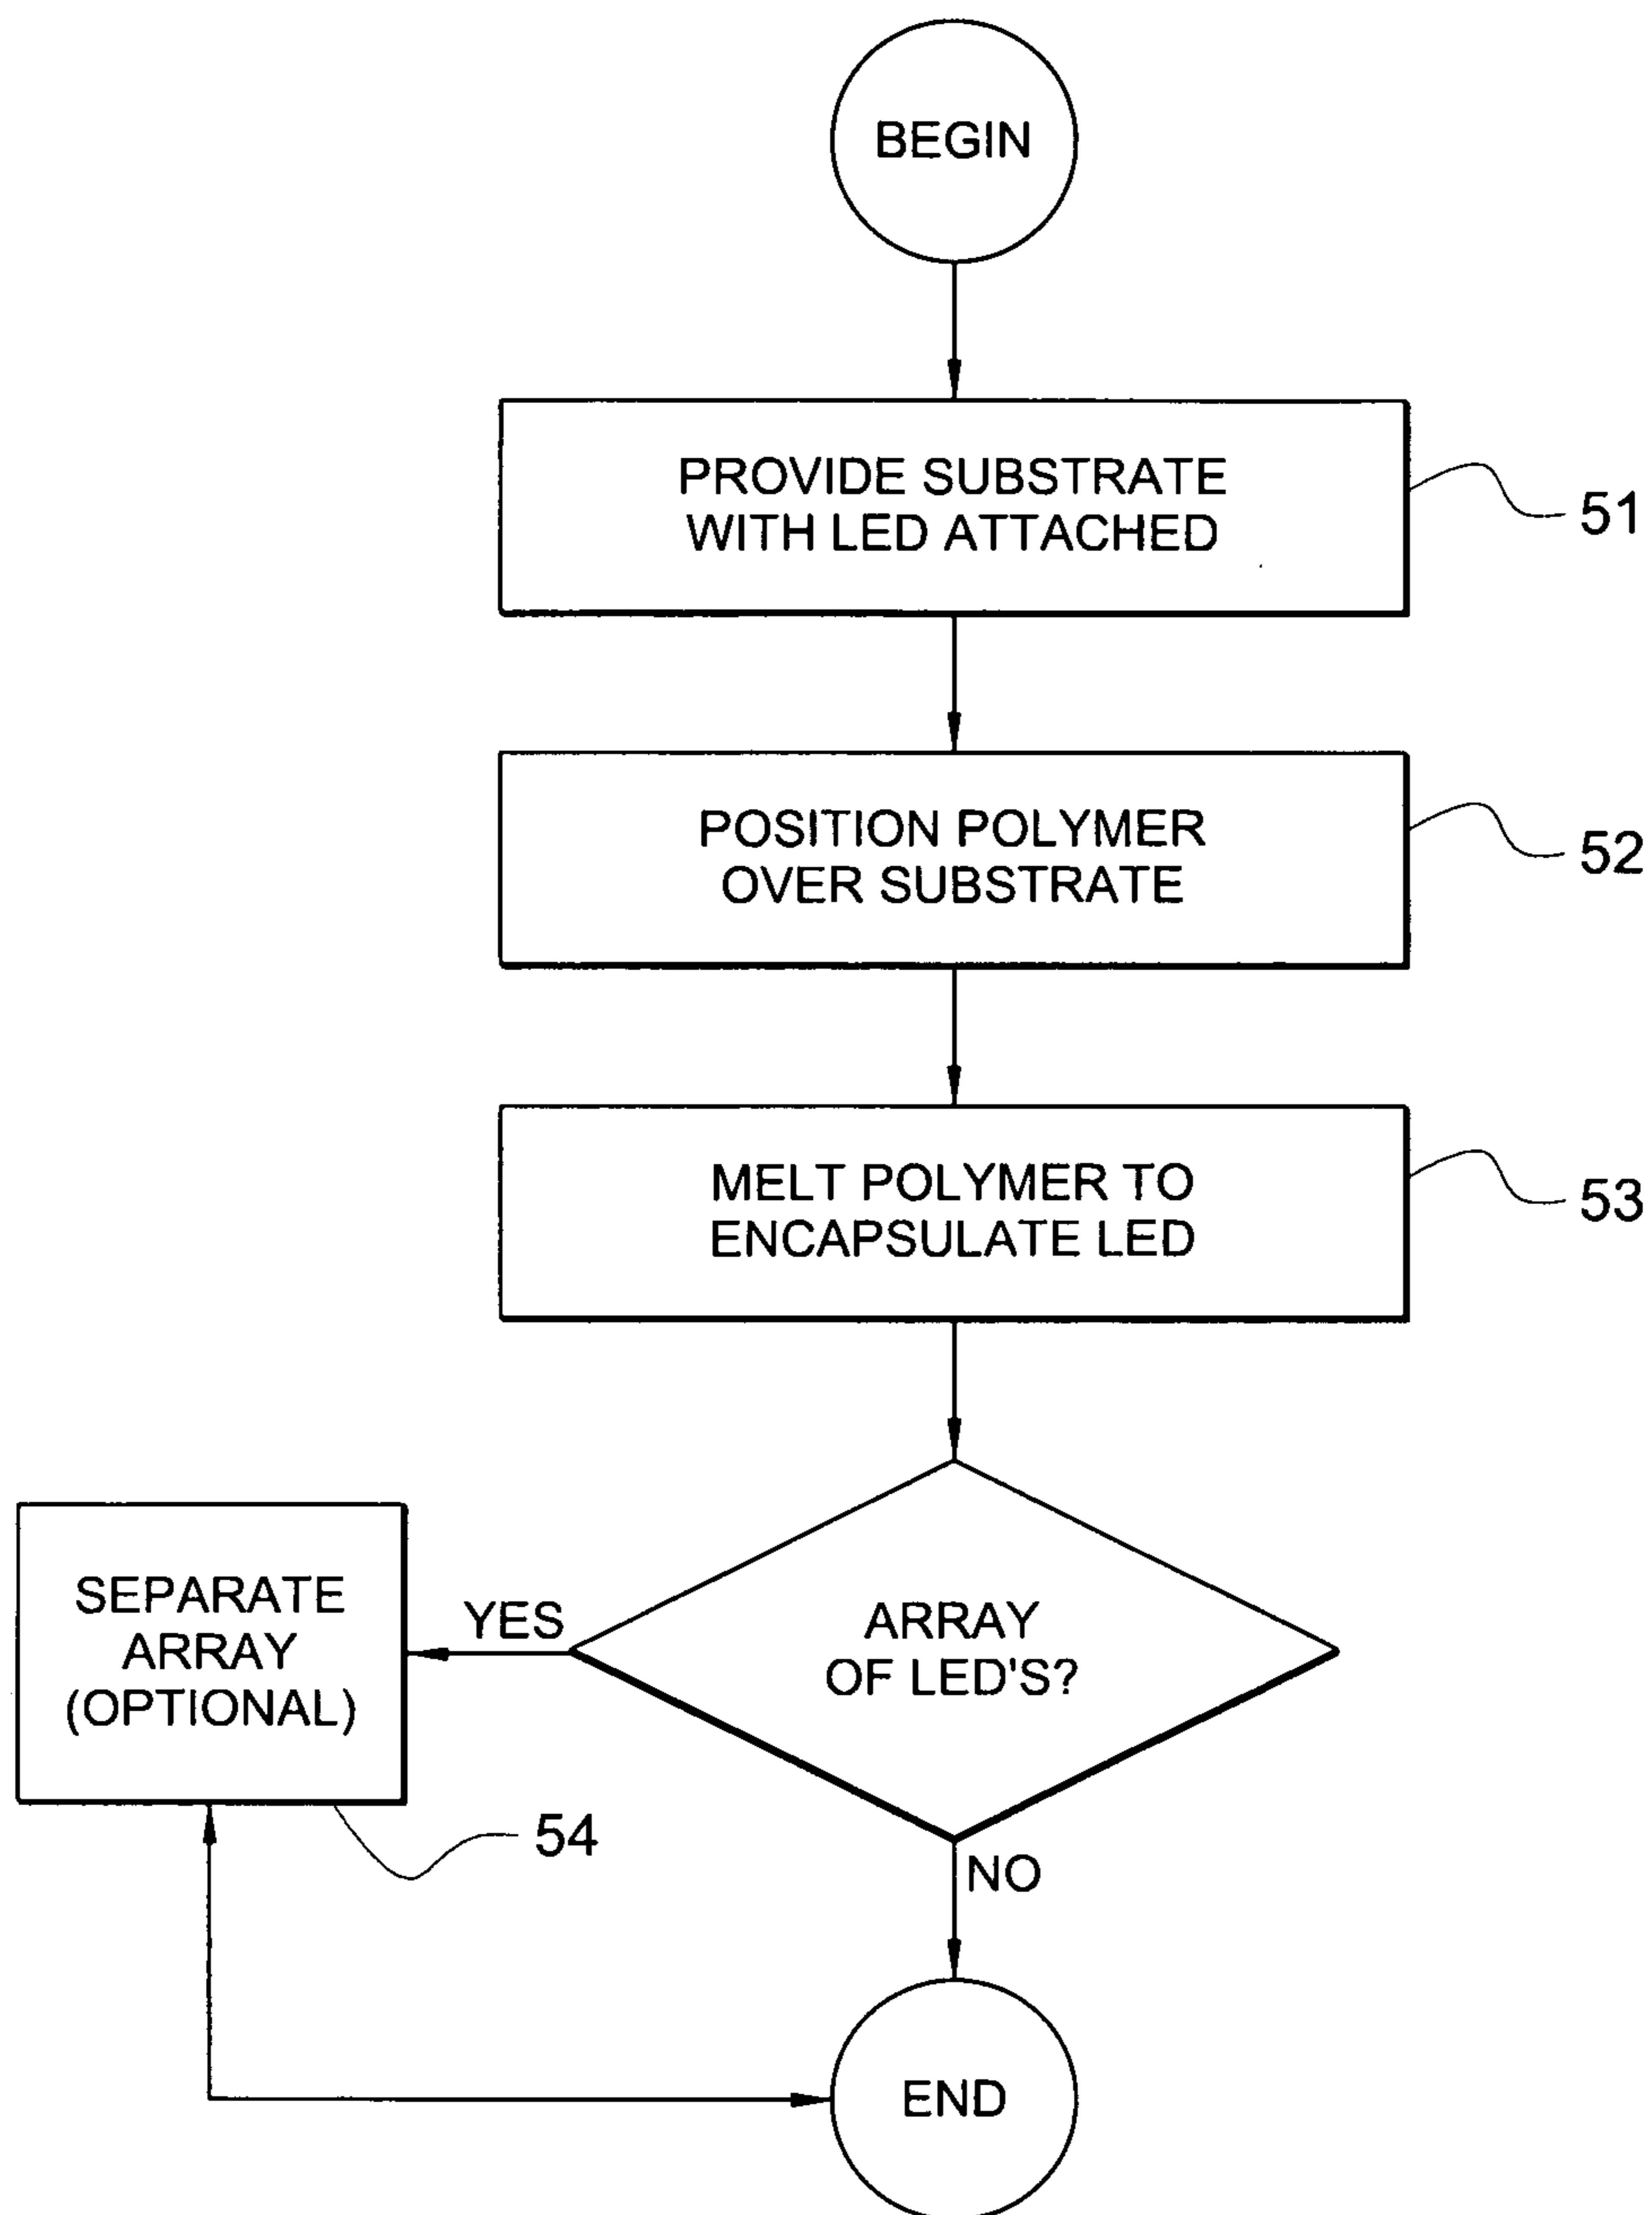 BEGIN
PROVIDE SUBSTRATE
WITH LED ATTACHED
51
POSITION POLYMER
OVER SUBSTRATE
52
MELT POLYMER TO
ENCAPSULATE LED
53
ARRAY
OF LED'S?
YES
SEPARATE
ARRAY
(OPTIONAL)
54
NO
END